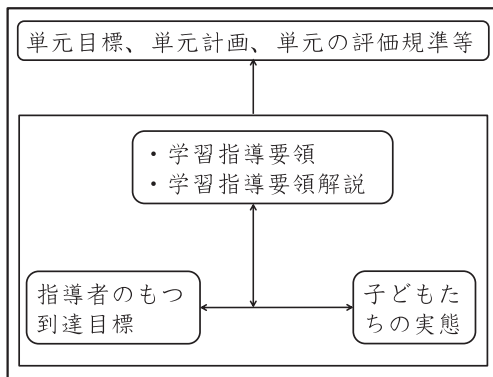 単元目標、単元計画、単元の評価規準等
・学習指導要領
・学習指導要領解説
指導者のもつ
到達目標
子どもた
ちの実態